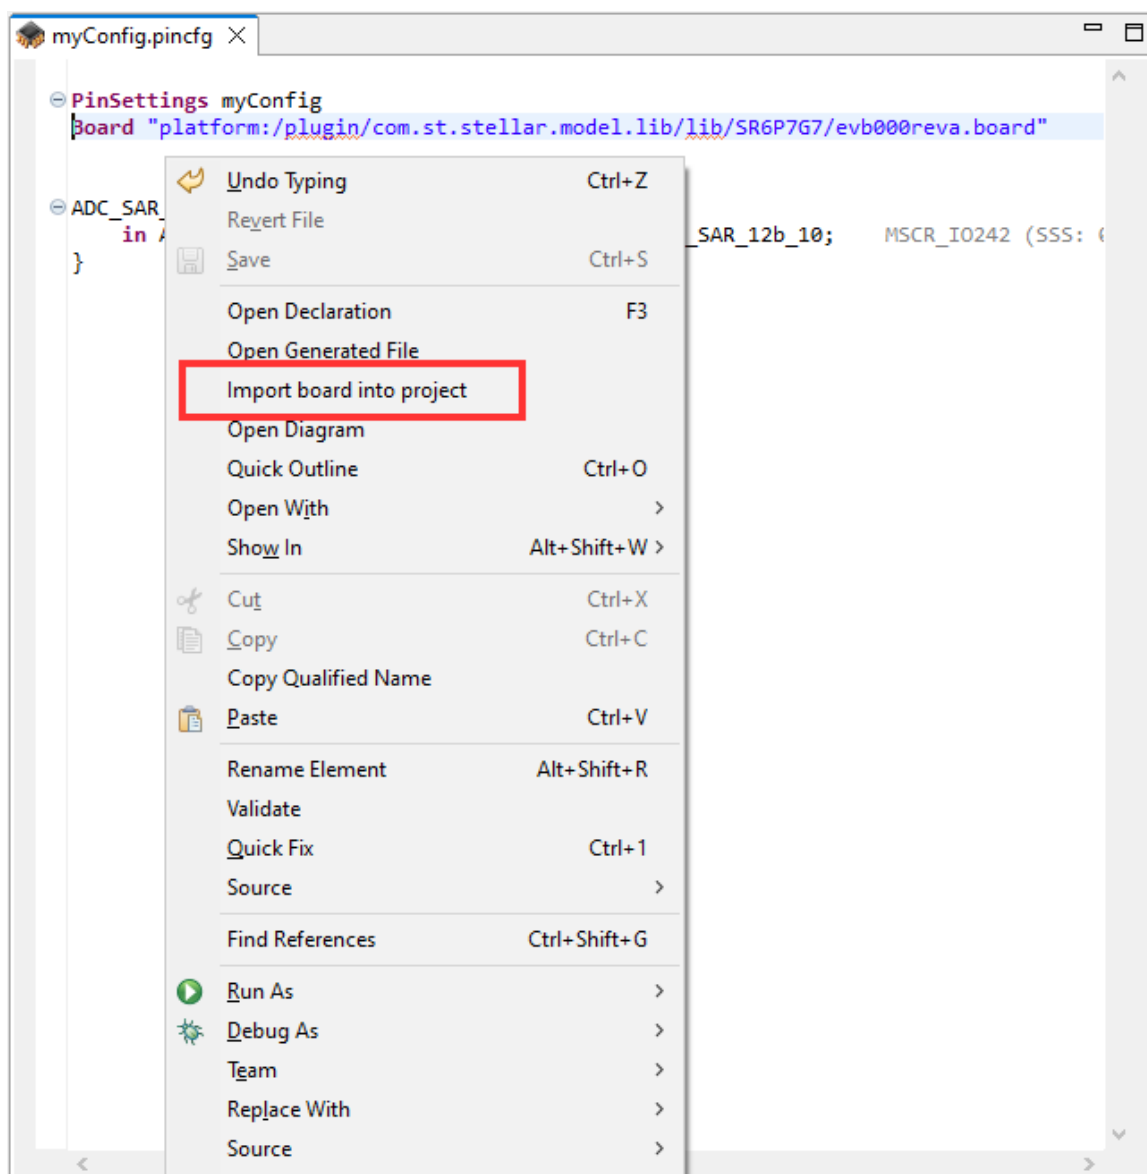 myConfig.pincfg
PinSettings myConfig
Board "platform:/plugin/com.st.stellar.model.lib/lib/SR6P7G7/evb000reva.board"
ADC_SAR_
in _SAR_12b_10; MSCR_IO242 (SSS:
}
Undo Typing Ctrl+Z
Revert File
Save Ctrl+S
Open Declaration F3
Open Generated File
Import board into project
Open Diagram
Quick Outline Ctrl+O
Open With
Show In Alt+Shift+W
Cut Ctrl+X
Copy Ctrl+C
Copy Qualified Name
Paste Ctrl+V
Rename Element Alt+Shift+R
Validate
Quick Fix Ctrl+1
Source
Find References Ctrl+Shift+G
Run As
Debug As
Team
Replace With
Source